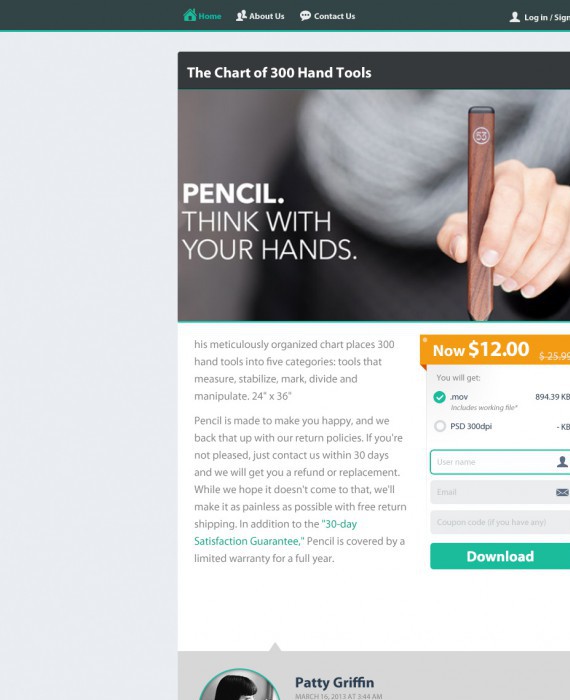 Home
About Us
Contact Us
Log in / Sign
The Chart of 300 Hand Tools
53
PENCIL.
THINK WITH
YOUR HANDS.
his meticulously organized chart places 300
hand tools into five categories: tools that
measure, stabilize, mark, divide and
manipulate. 24" x 36"
Pencil is made to make you happy, and we
back that up with our return policies. If you're
not pleased, just contact us within 30 days
and we will get you a refund or replacement.
While we hope it doesn't come to that, we'll
make it as painless as possible with free return
shipping. In addition to the "30-day
Satisfaction Guarantee," Pencil is covered by a
limited warranty for a full year.
Now $12.00
$ 25.99
You will get:
.mov
894.39 KB
Includes working file*
PSD 300dpi
- KB
User name
Email
Coupon code (if you have any)
Download
Patty Griffin
MARCH 16, 2013 AT 3:44 AM